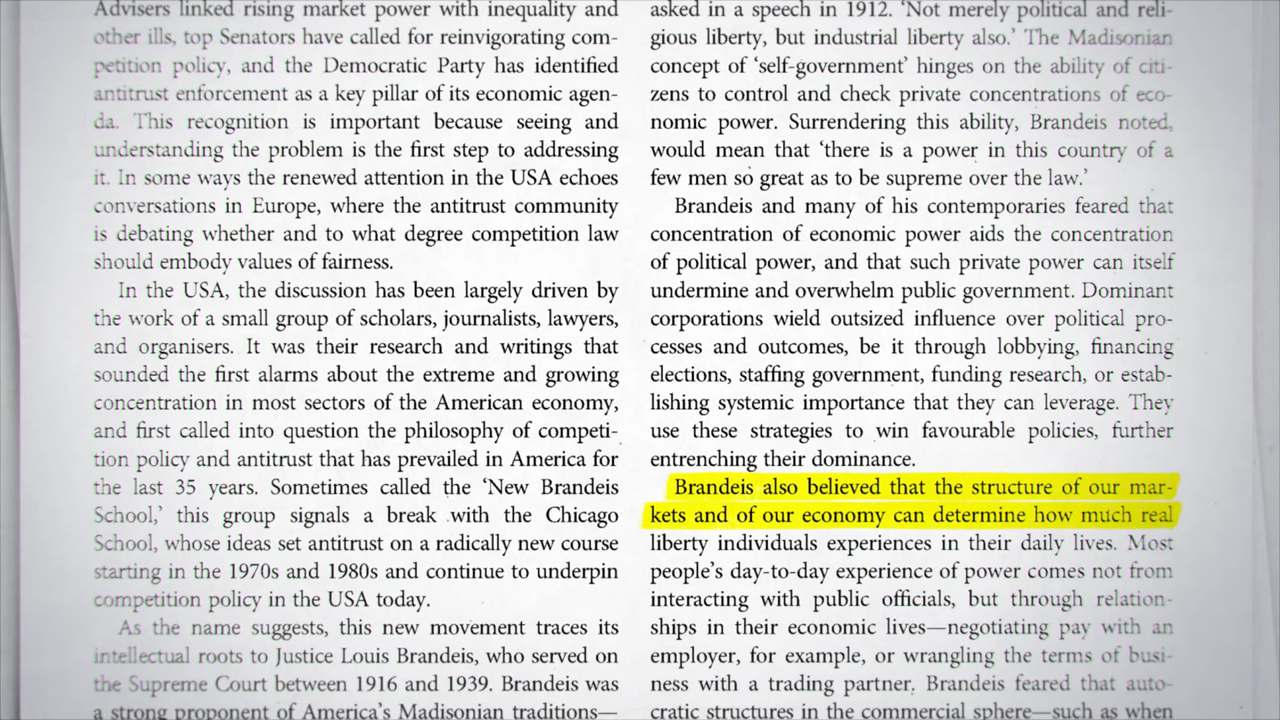 Advisers linked rising market power with inequality and
other ills, top Senators have called for reinvigorating com-
petition policy, and the Democratic Party has identified
antitrust enforcement as a key pillar of its economic agen-
da. This recognition is important because seeing and
understanding the problem is the first step to addressing
it. In some ways the renewed attention in the USA echoes
conversations in Europe, where the antitrust community
is debating whether and to what degree competition law
should embody values of fairness.
In the USA, the discussion has been largely driven by
the work of a small group of scholars, journalists, lawyers,
and organisers. It was their research and writings that
sounded the first alarms about the extreme and growing
concentration in most sectors of the American economy,
and first called into question the philosophy of competi-
tion policy and antitrust that has prevailed in America for
the last 35 years. Sometimes called the ‘New Brandeis
School,’ this group signals a break with the Chicago
School, whose ideas set antitrust on a radically new course
starting in the 1970s and 1980s and continue to underpin
competition policy in the USA today.
As the name suggests, this new movement traces its
intellectual roots to Justice Louis Brandeis, who served on
the Supreme Court between 1916 and 1939. Brandeis was
a strong proponent of America’s Madisonian traditions—
asked in a speech in 1912. ‘Not merely political and reli-
gious liberty, but industrial liberty also.’ The Madisonian
concept of ‘self-government’ hinges on the ability of citi-
zens to control and check private concentrations of eco-
nomic power. Surrendering this ability, Brandeis noted,
would mean that ‘there is a power in this country of a
few men so great as to be supreme over the law.’
Brandeis and many of his contemporaries feared that
concentration of economic power aids the concentration
of political power, and that such private power can itself
undermine and overwhelm public government. Dominant
corporations wield outsized influence over political pro-
cesses and outcomes, be it through lobbying, financing
elections, staffing government, funding research, or estab-
lishing systemic importance that they can leverage. They
use these strategies to win favourable policies, further
entrenching their dominance.
Brandeis also believed that the structure of our mar-
kets and of our economy can determine how much real
liberty individuals experiences in their daily lives. Most
people’s day-to-day experience of power comes not from
interacting with public officials, but through relation-
ships in their economic lives—negotiating pay with an
employer, for example, or wrangling the terms of busi-
ness with a trading partner. Brandeis feared that auto-
cratic structures in the commercial sphere—such as when